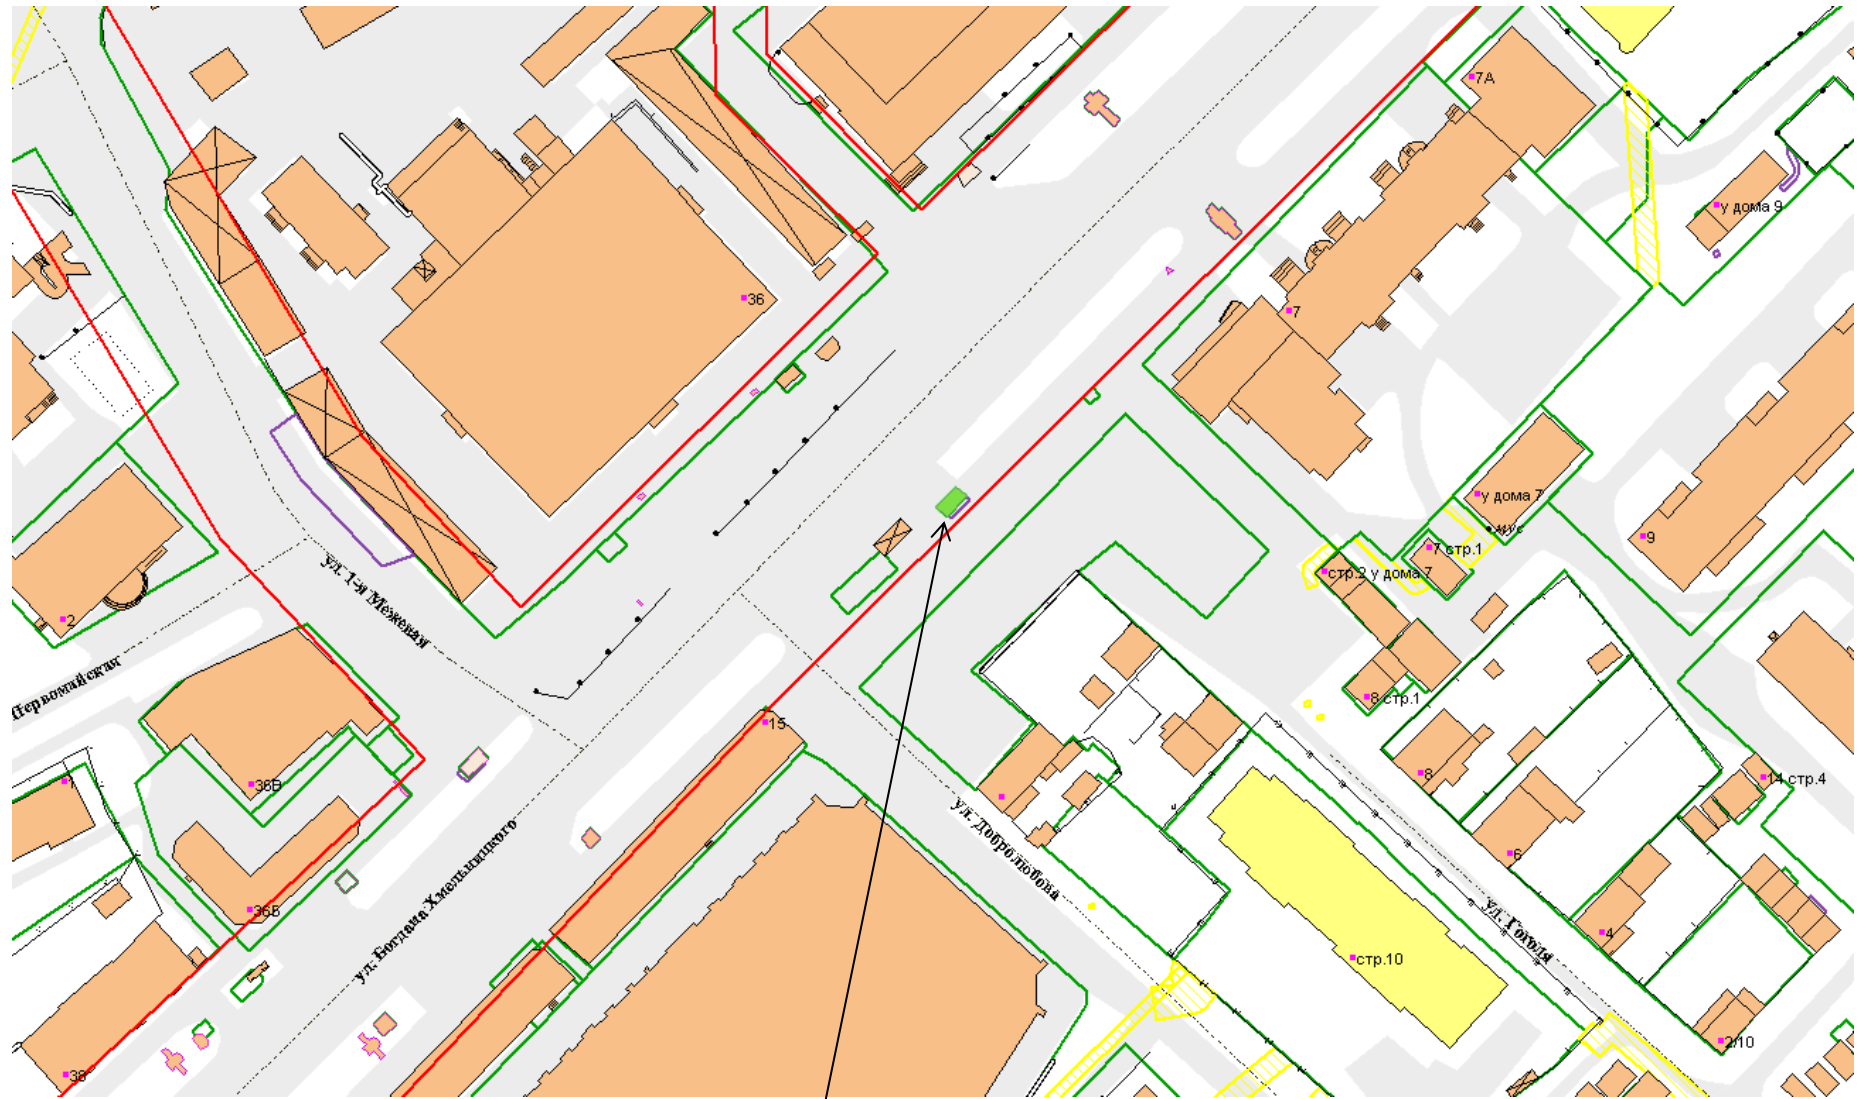 7А
у дома 9
36
7
у дома 7
9
7 стр.1
стр.2 у дома 7
2
ул. 1-я Межевая
Первомайская
8 стр.1
15
8
14 стр.4
1
36В
ул. Добролюбова
6
ул. Богдана Хмельницкого
36Б
4
ул. Гоголя
стр.10
2/10
38